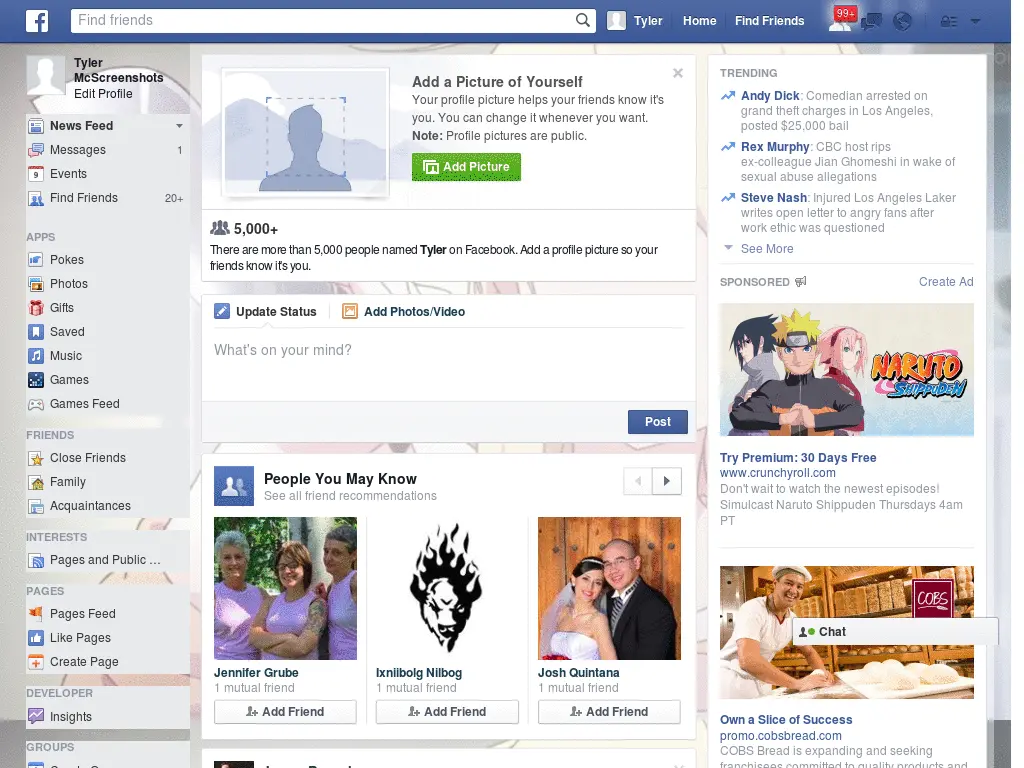 Find friends
Tyler
Home
Find Friends
99+
Tyler
McScreenshots
Edit Profile
News Feed
Messages
1
9
Events
Find Friends
20+
APPS
Pokes
Photos
Gifts
Saved
Music
Games
Games Feed
FRIENDS
Close Friends
Family
Acquaintances
INTERESTS
Pages and Public ...
PAGES
Pages Feed
Like Pages
Create Page
DEVELOPER
Insights
GROUPS
Add a Picture of Yourself
Your profile picture helps your friends know it's
you. You can change it whenever you want.
Note: Profile pictures are public.
Add Picture
5,000+
There are more than 5,000 people named Tyler on Facebook. Add a profile picture so your
friends know it's you.
Update Status
Add Photos/Video
What's on your mind?
Post
People You May Know
See all friend recommendations
Jennifer Grube
1 mutual friend
Add Friend
Ixniibolg Nilbog
1 mutual friend
Add Friend
Josh Quintana
1 mutual friend
Add Friend
TRENDING
Andy Dick: Comedian arrested on
grand theft charges in Los Angeles,
posted $25,000 bail
Rex Murphy: CBC host rips
ex-colleague Jian Ghomeshi in wake of
sexual abuse allegations
Steve Nash: Injured Los Angeles Laker
writes open letter to angry fans after
work ethic was questioned
See More
SPONSORED
Create Ad
NARUTO
SHIPPUDEN
Try Premium: 30 Days Free
www.crunchyroll.com
Don't wait to watch the newest episodes!
Simulcast Naruto Shippuden Thursdays 4am
PT
COBS
Chat
Own a Slice of Success
promo.cobsbread.com
COBS Bread is expanding and seeking
franchisees committed to quality products and